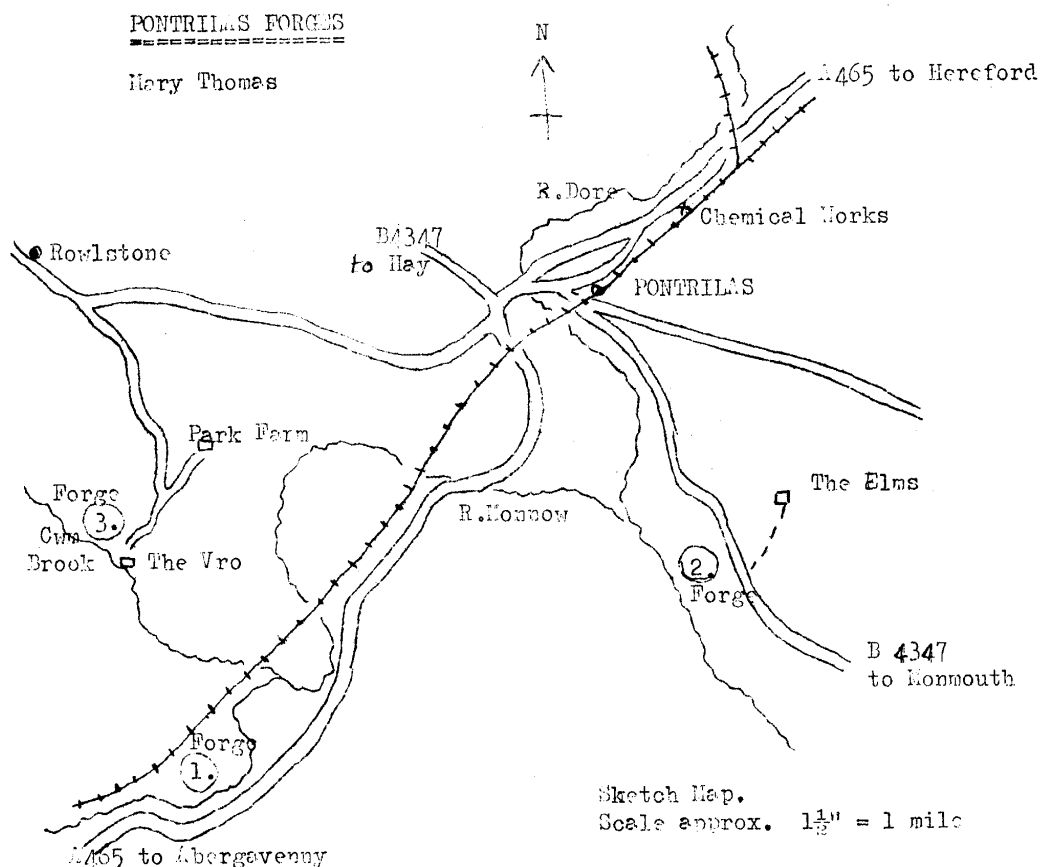 PONTRILAS FORGES
Mary Thomas
N
A465 to Hereford
R.Dore
Chemical Works
B4347
to Hay
Rowlstone
PONTRILAS
Park Farm
The Elms
Forge
3.
Cwm
Brook
The Vro
R.Monnow
2.
Forge
B 4347
to Monmouth
Forge
1.
Sketch Map.
Scale approx. 1½" = 1 mile
A465 to Abergavenny